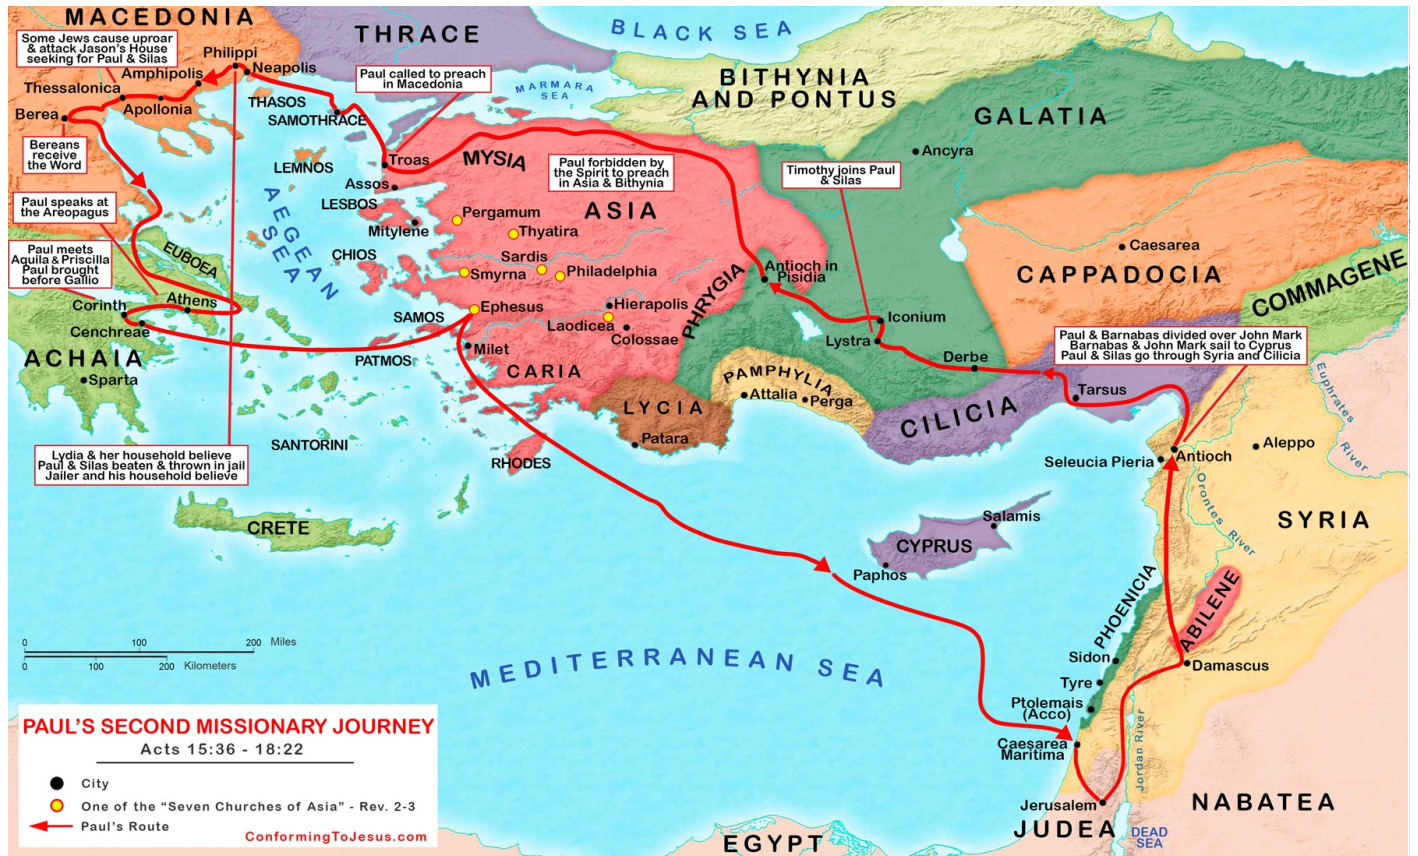 MACEDONIA
THRACE
BLACK SEA
Some Jews cause uproar
& attack Jason's House
seeking for Paul & Silas
Philippi
Neapolis
Amphipolis
Thessalonica
Apollonia
Berea
THASOS
SAMOTHRACE
Paul called to preach
in Macedonia
MARMARA
SEA
BITHYNIA
AND PONTUS
GALATIA
Ancyra
Bereans
receive
the Word
LEMNOS
Troas
MYSIA
Assos
LESBOS
Mitylene
Paul forbidden by
the Spirit to preach
in Asia & Bithynia
Timothy joins Paul
& Silas
ASIA
Pergamum
Thyatira
Paul speaks at
the Areopagus
AEGEAN
SEA
Paul meets
Aquila & Priscilla
Paul brought
before Gallio
EUBOEA
CHIOS
Sardis
Smyrna
Philadelphia
PHRYGIA
Antioch in
Pisidia
Caesarea
CAPPADOCIA
COMMAGENE
Corinth
Athens
Cenchreae
SAMOS
Ephesus
Hierapolis
Laodicea
Colossae
Iconium
Lystra
Derbe
Paul & Barnabas divided over John Mark
Barnabas & John Mark sail to Cyprus
Paul & Silas go through Syria and Cilicia
ACHAIA
Sparta
PATMOS
Milet
CARIA
LYCIA
PAMPHYLIA
Attalia
Perga
CILICIA
Tarsus
Euphrates
River
Patara
SANTORINI
RHODES
Lydia & her household believe
Paul & Silas beaten & thrown in jail
Jailer and his household believe
Seleucia Pieria
Antioch
Aleppo
Orontes River
SYRIA
CRETE
Salamis
CYPRUS
Paphos
PHOENICIA
ABILENE
0 100 200 Miles
0 100 200 Kilometers
MEDITERRANEAN SEA
Sidon
Damascus
Tyre
Ptolemais
(Acco)
Caesarea
Maritima
Jordan River
Jerusalem
JUDEA
DEAD
SEA
NABATEA
EGYPT
PAUL'S SECOND MISSIONARY JOURNEY
Acts 15:36 - 18:22
City
One of the "Seven Churches of Asia" - Rev. 2-3
Paul's Route
ConformingToJesus.com